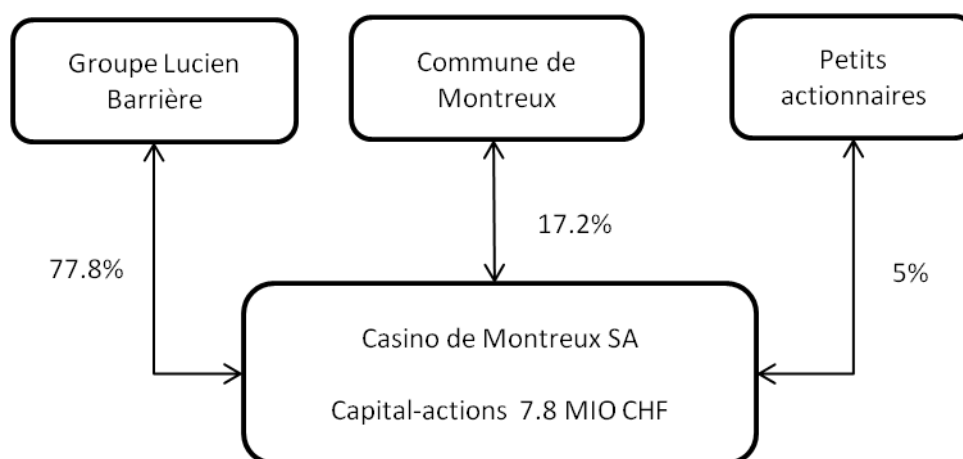 Groupe Lucien
Barrière
Commune de
Montreux
Petits
actionnaires
77.8%
17.2%
5%
Casino de Montreux SA
Capital-actions 7.8 MIO CHF